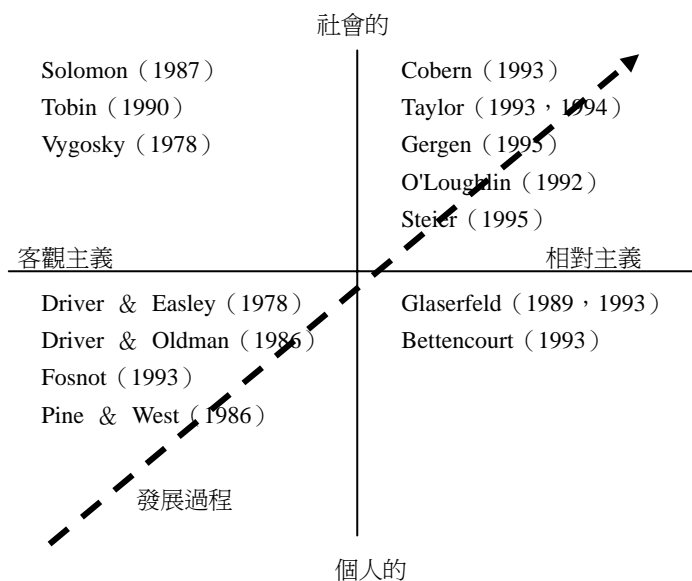 社會的
Solomon（1987）
Tobin（1990）
Vygosky（1978）
Cobern（1993）
Taylor（1993，1994）
Gergen（1995）
O'Loughlin（1992）
Steier（1995）
客觀主義
相對主義
Driver ＆ Easley（1978）
Driver ＆ Oldman（1986）
Fosnot（1993）
Pine ＆ West（1986）
Glaserfeld（1989，1993）
Bettencourt（1993）
發展過程
個人的